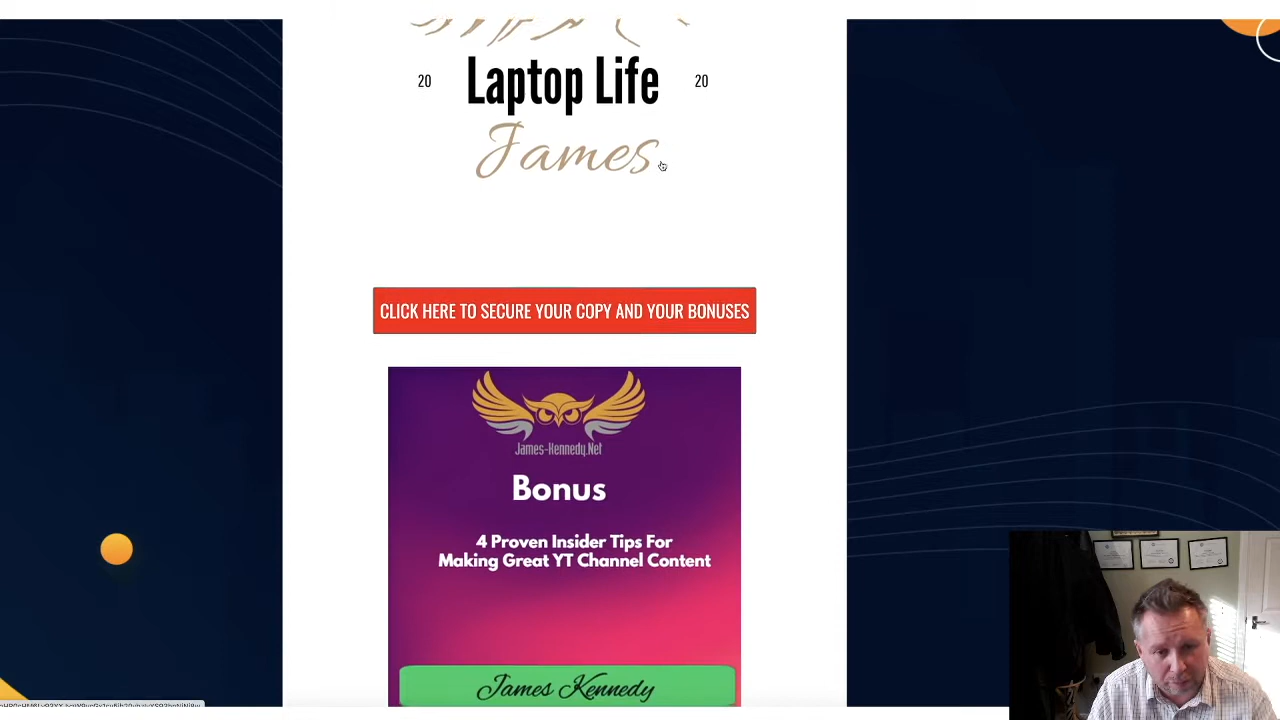 20 Laptop Life 20
James
CLICK HERE TO SECURE YOUR COPY AND YOUR BONUSES
James-Kennedy.Net
Bonus
4 Proven Insider Tips For
Making Great YT Channel Content
James Kennedy